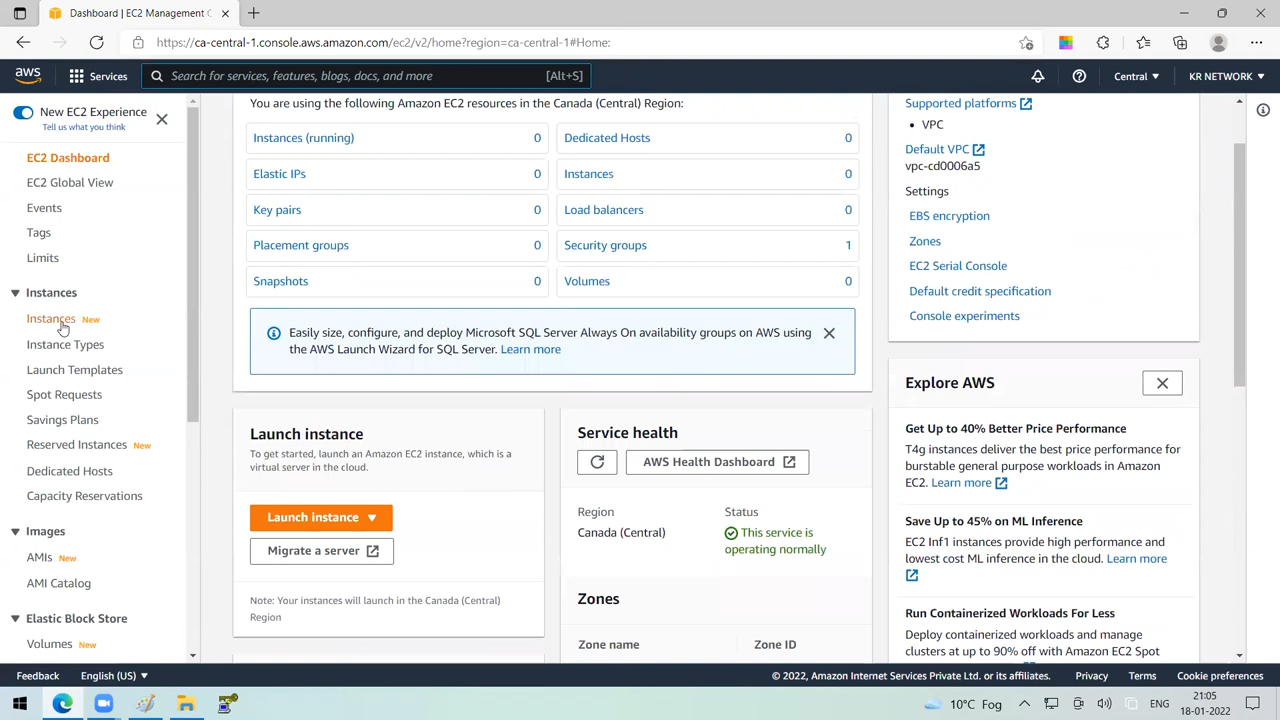 Dashboard | EC2 Management C
https://ca-central-1.console.aws.amazon.com/ec2/v2/home?region=ca-central-1#Home:
aws
Services
Search for services, features, blogs, docs, and more
[Alt+S]
Central
KR NETWORK
New EC2 Experience
Tell us what you think
EC2 Dashboard
EC2 Global View
Events
Tags
Limits
Instances
Instances New
Instance Types
Launch Templates
Spot Requests
Savings Plans
Reserved Instances New
Dedicated Hosts
Capacity Reservations
Images
AMIs New
AMI Catalog
Elastic Block Store
Volumes New
You are using the following Amazon EC2 resources in the Canada (Central) Region:
Instances (running) 0
Dedicated Hosts 0
Elastic IPs 0
Instances 0
Key pairs 0
Load balancers 0
Placement groups 0
Security groups 1
Snapshots 0
Volumes 0
Easily size, configure, and deploy Microsoft SQL Server Always On availability groups on AWS using
the AWS Launch Wizard for SQL Server. Learn more
Launch instance
To get started, launch an Amazon EC2 instance, which is a
virtual server in the cloud.
Launch instance
Migrate a server
Note: Your instances will launch in the Canada (Central)
Region
Service health
AWS Health Dashboard
Region
Canada (Central)
Status
This service is
operating normally
Zones
Zone name
Zone ID
Supported platforms
• VPC
Default VPC
vpc-cd0006a5
Settings
EBS encryption
Zones
EC2 Serial Console
Default credit specification
Console experiments
Explore AWS
Get Up to 40% Better Price Performance
T4g instances deliver the best price performance for
burstable general purpose workloads in Amazon
EC2. Learn more
Save Up to 45% on ML Inference
EC2 Inf1 instances provide high performance and
lowest cost ML inference in the cloud. Learn more
Run Containerized Workloads For Less
Deploy containerized workloads and manage
clusters at up to 90% off with Amazon EC2 Spot
Feedback
English (US)
© 2022, Amazon Internet Services Private Ltd. or its affiliates.
Privacy
Terms
Cookie preferences
10°C Fog
ENG
21:05
18-01-2022